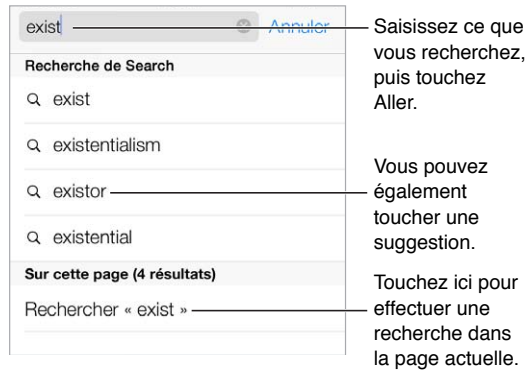 exist
Annuler
Recherche de Search
exist
existentialism
existor
existential
Sur cette page (4 résultats)
Rechercher « exist »
Saisissez ce que
vous recherchez,
puis touchez
Aller.
Vous pouvez
également
toucher une
suggestion.
Touchez ici pour
effectuer une
recherche dans
la page actuelle.